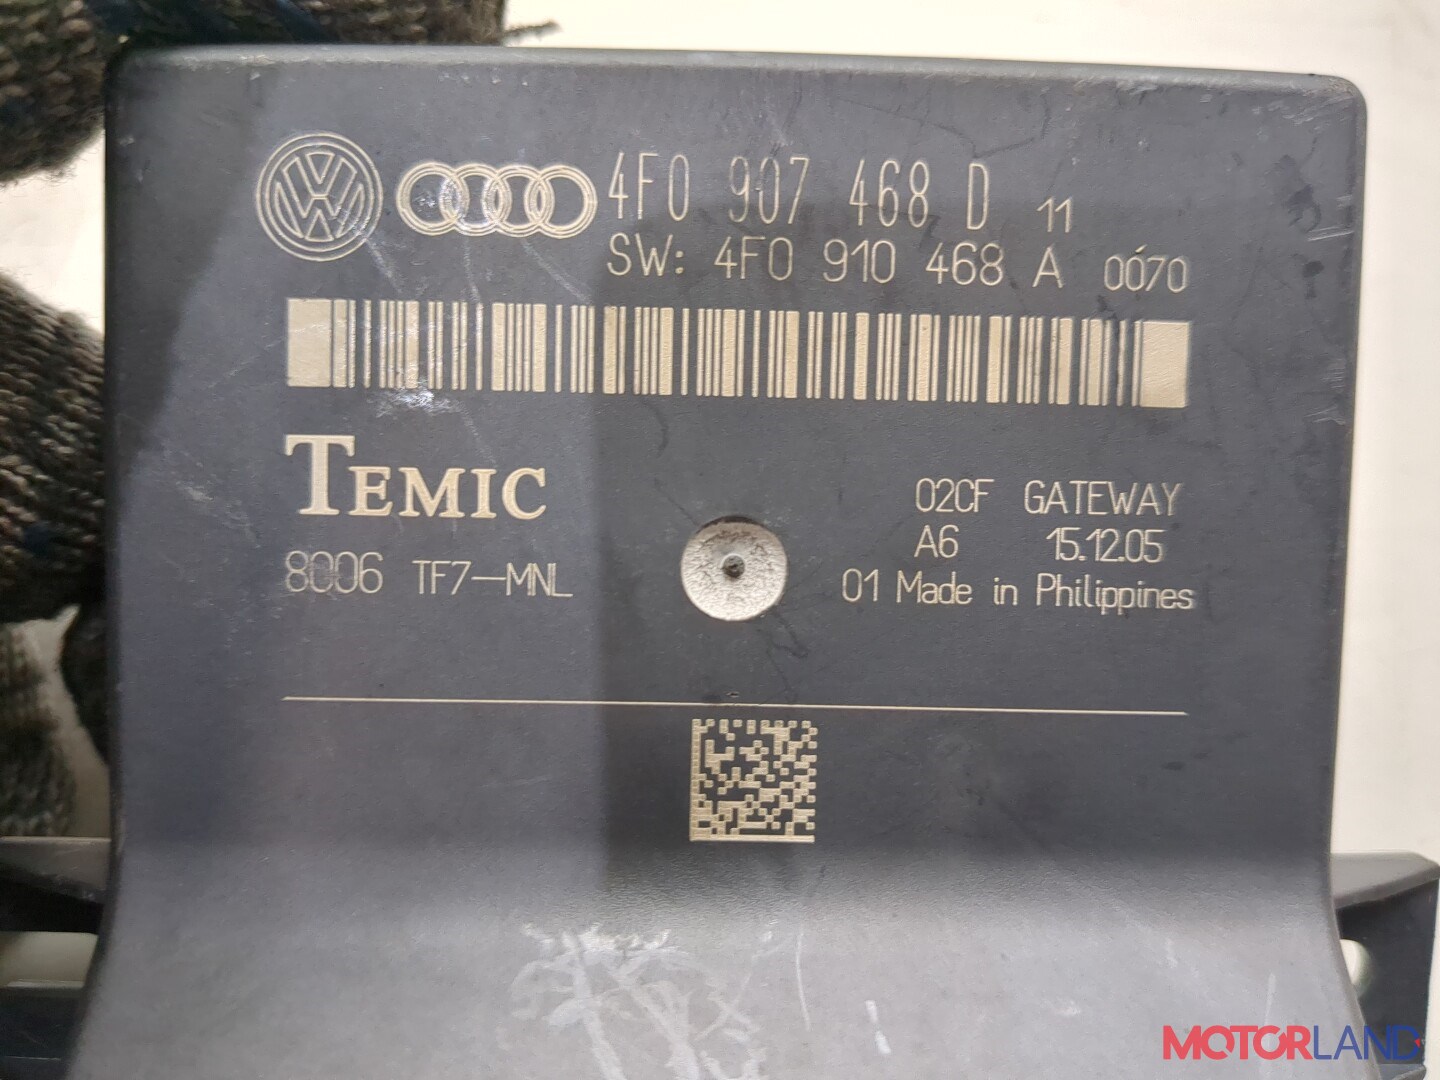 4F0 907 468 D 11
SW: 4F0 910 468 A 0070
TEMIC
8006 TF7-MNL
02CF GATEWAY
A6 15.12.05
01 Made in Philippines
MOTORLAND